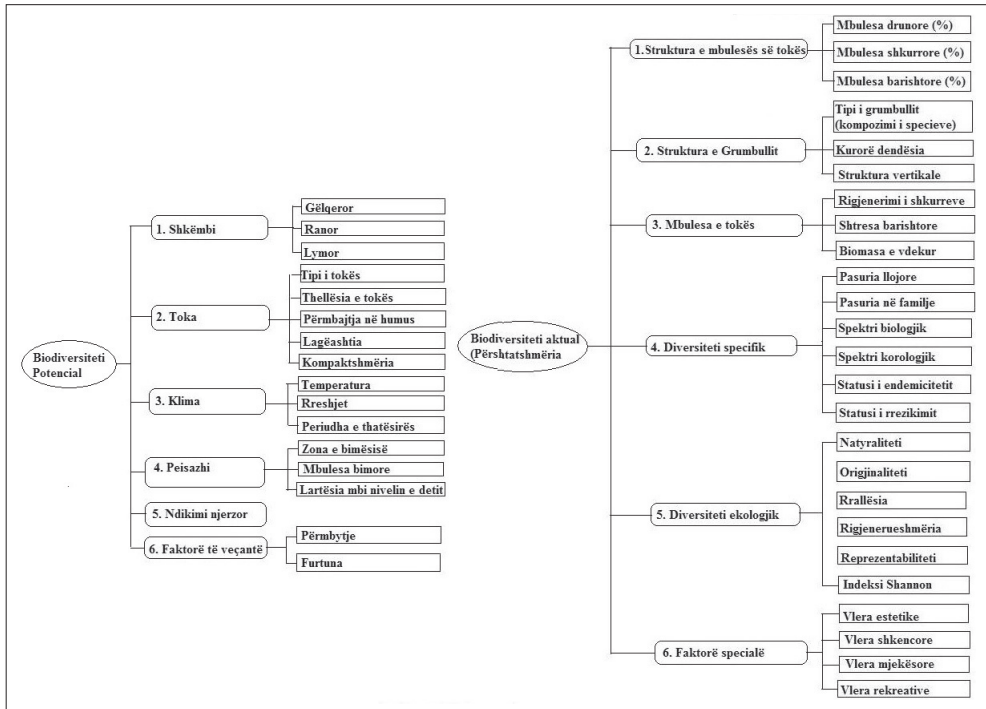 Biodiversiteti
Potencial
1. Shkëmbi
Gëlqeror
Ranor
Lymor
2. Toka
Tipi i tokës
Thellësia e tokës
Përmbajtja në humus
Lagëashtia
Kompaktshmëria
3. Klima
Temperatura
Rreshjet
Periudha e thatësirës
4. Peisazhi
Zona e bimësisë
Mbulesa bimore
Lartësia mbi nivelin e detit
5. Ndikimi njerzor
6. Faktorë të veçantë
Përmbytje
Furtuna
Biodiversiteti aktual
(Përshtatshmëria
1.Struktura e mbulesës së tokës
Mbulesa drunore (%)
Mbulesa shkurrore (%)
Mbulesa barishtore (%)
2. Struktura e Grumbullit
Tipi i grumbullit
(kompozimi i specieve)
Kurorë dendësia
Struktura vertikale
3. Mbulesa e tokës
Rigjenerimi i shkurreve
Shtresa barishtore
Biomasa e vdekur
4. Diversiteti specifik
Pasuria llojore
Pasuria në familje
Spektri biologjik
Spektri korologjik
Statusi i endemicitetit
Statusi i rrezikimit
5. Diversiteti ekologjik
Natyraliteti
Origjinaliteti
Rrallësia
Rigjenerueshmëria
Reprezentabiliteti
Indeksi Shannon
6. Faktorë specialë
Vlera estetike
Vlera shkencore
Vlera mjekësore
Vlera rekreative